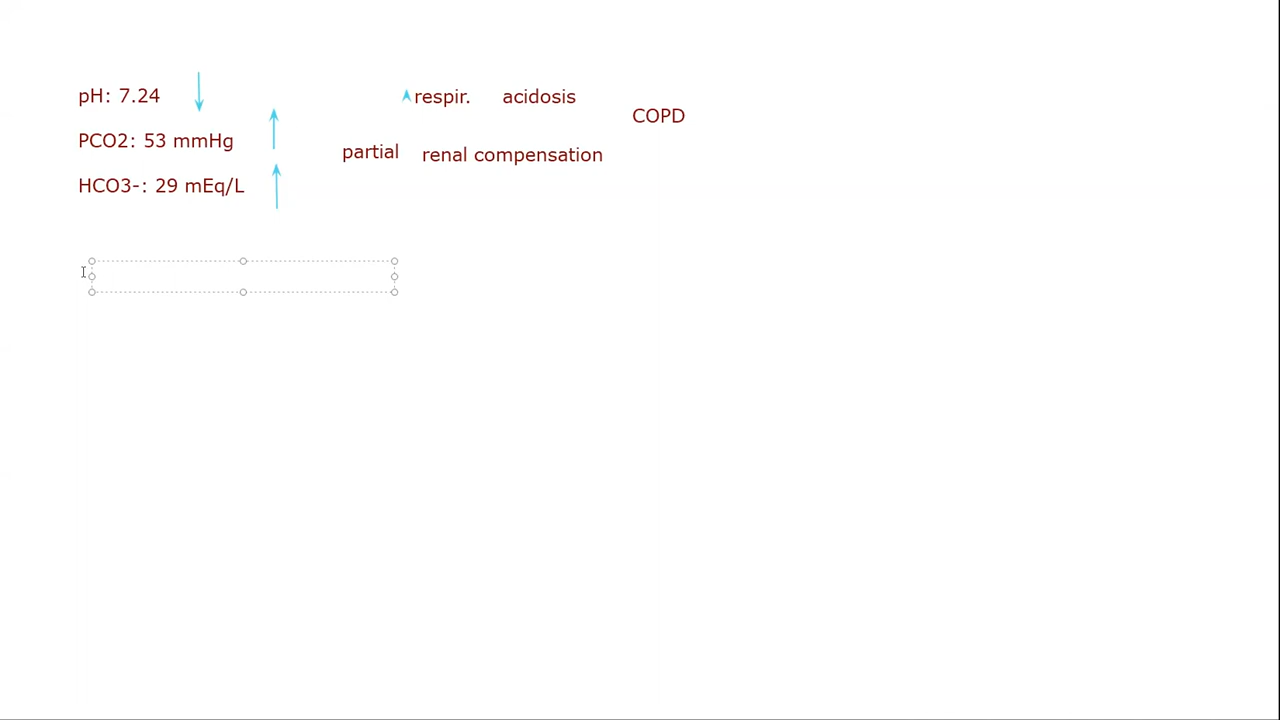 pH: 7.24
respir. acidosis
COPD
PCO2: 53 mmHg
partial renal compensation
HCO3-: 29 mEq/L